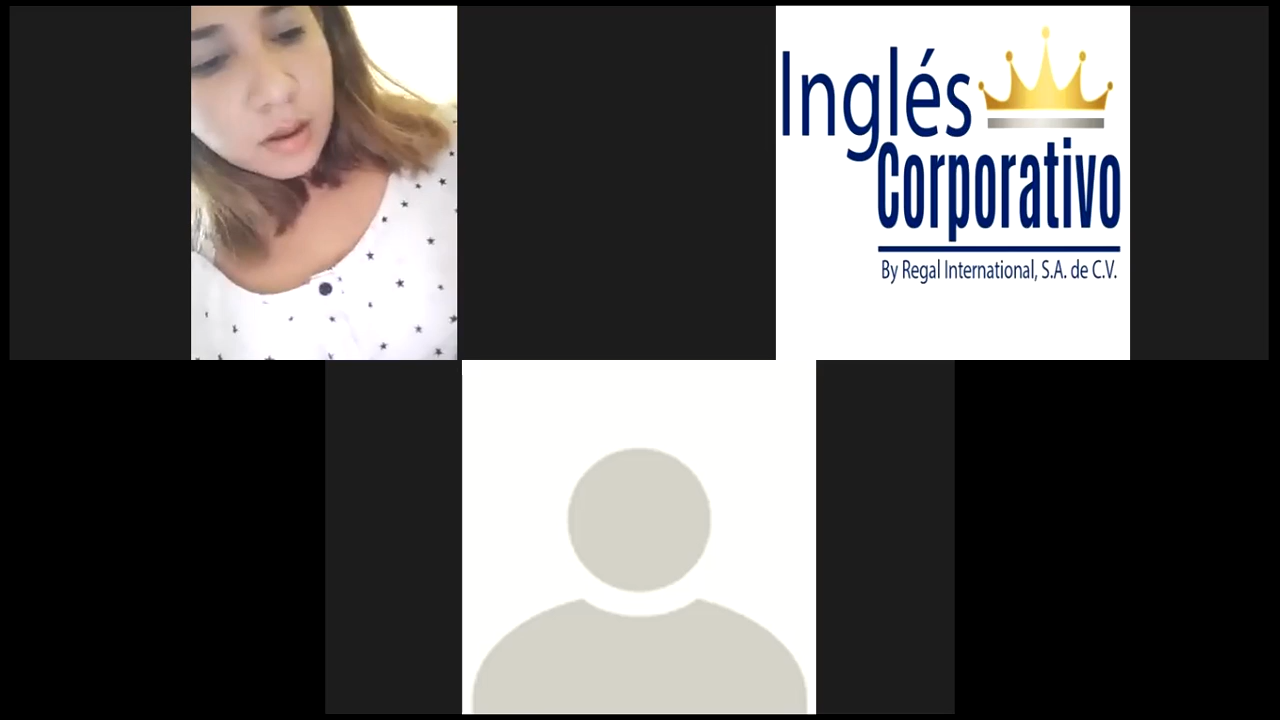 Inglés
Corporativo
By Regal International, S.A. de C.V.